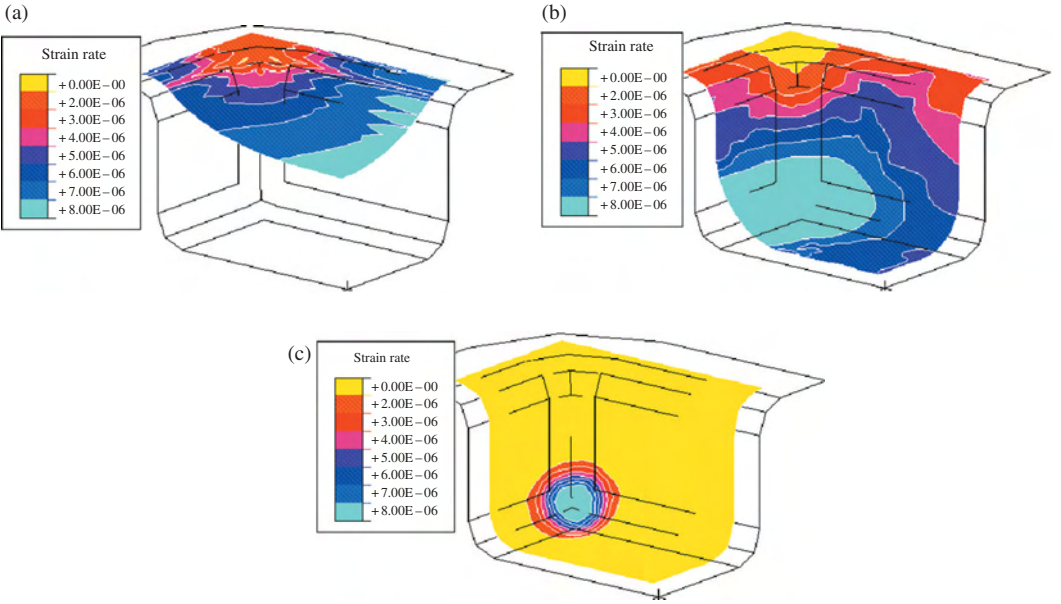 (a)
Strain rate
+0.00E−00
+2.00E−06
+3.00E−06
+4.00E−06
+5.00E−06
+6.00E−06
+7.00E−06
+8.00E−06
(b)
Strain rate
+0.00E−00
+2.00E−06
+3.00E−06
+4.00E−06
+5.00E−06
+6.00E−06
+7.00E−06
+8.00E−06
(c)
Strain rate
+0.00E−00
+2.00E−06
+3.00E−06
+4.00E−06
+5.00E−06
+6.00E−06
+7.00E−06
+8.00E−06